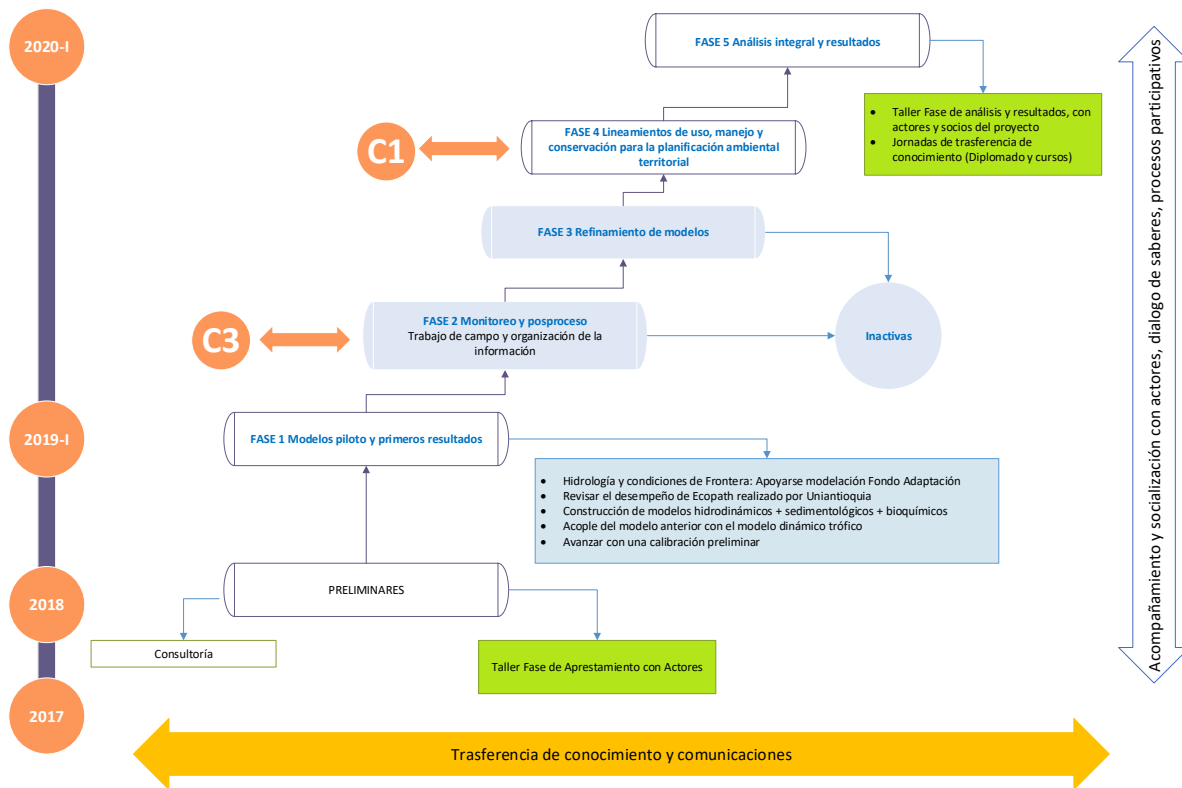 2020-I
FASE 5 Análisis integral y resultados
• Taller Fase de análisis y resultados, con
actores y socios del proyecto
• Jornadas de trasferencia de
conocimiento (Diplomado y cursos)
C1
FASE 4 Lineamientos de uso, manejo y
conservación para la planificación ambiental
territorial
FASE 3 Refinamiento de modelos
C3
FASE 2 Monitoreo y posproceso
Trabajo de campo y organización de la
información
Inactivas
2019-I
FASE 1 Modelos piloto y primeros resultados
• Hidrología y condiciones de Frontera: Apoyarse modelación Fondo Adaptación
• Revisar el desempeño de Ecopath realizado por Uniantioquia
• Construcción de modelos hidrodinámicos + sedimentológicos + bioquímicos
• Acople del modelo anterior con el modelo dinámico trófico
• Avanzar con una calibración preliminar
2018
PRELIMINARES
Consultoría
Taller Fase de Aprestamiento con Actores
2017
Trasferencia de conocimiento y comunicaciones
Acompañamiento y socialización con actores, dialogo de saberes, procesos participativos